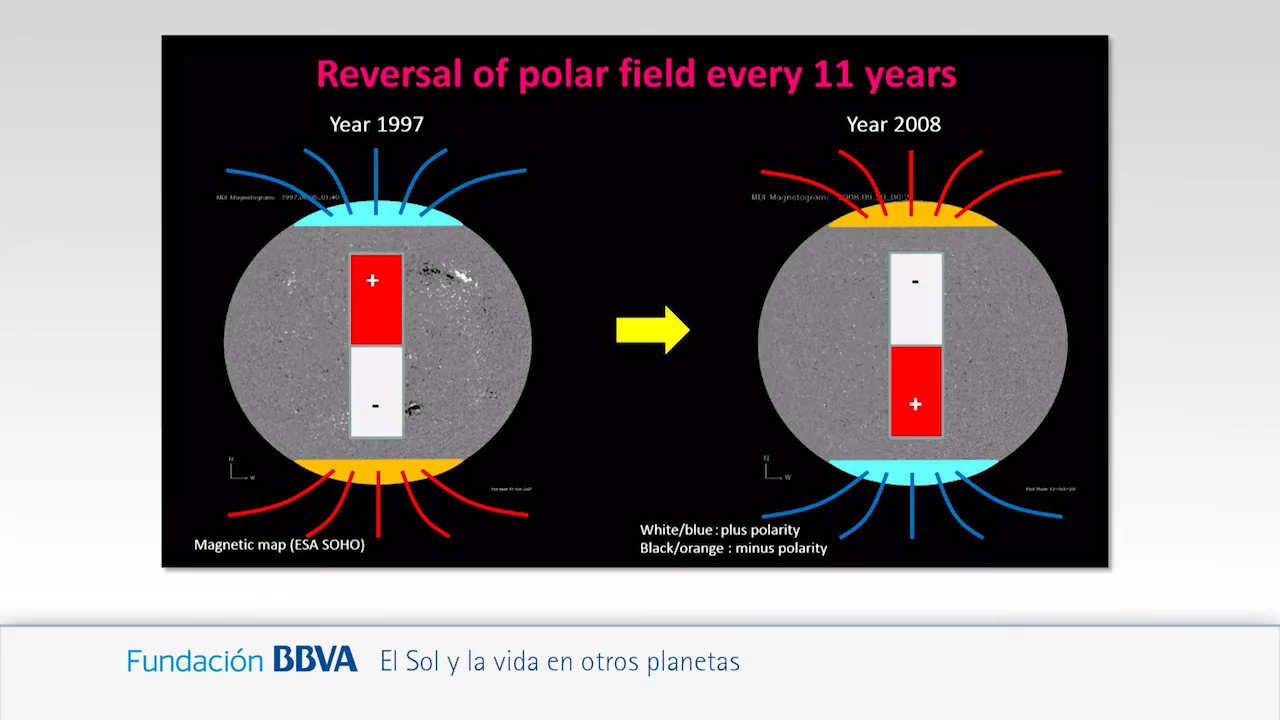 Reversal of polar field every 11 years
Year 1997
Year 2008
MDI Magnetogram:
MDI Magnetogram:
+
-
-
+
N
W
N
W
White/blue : plus polarity
Black/orange : minus polarity
Magnetic map (ESA SOHO)
Fundación BBVA El Sol y la vida en otros planetas